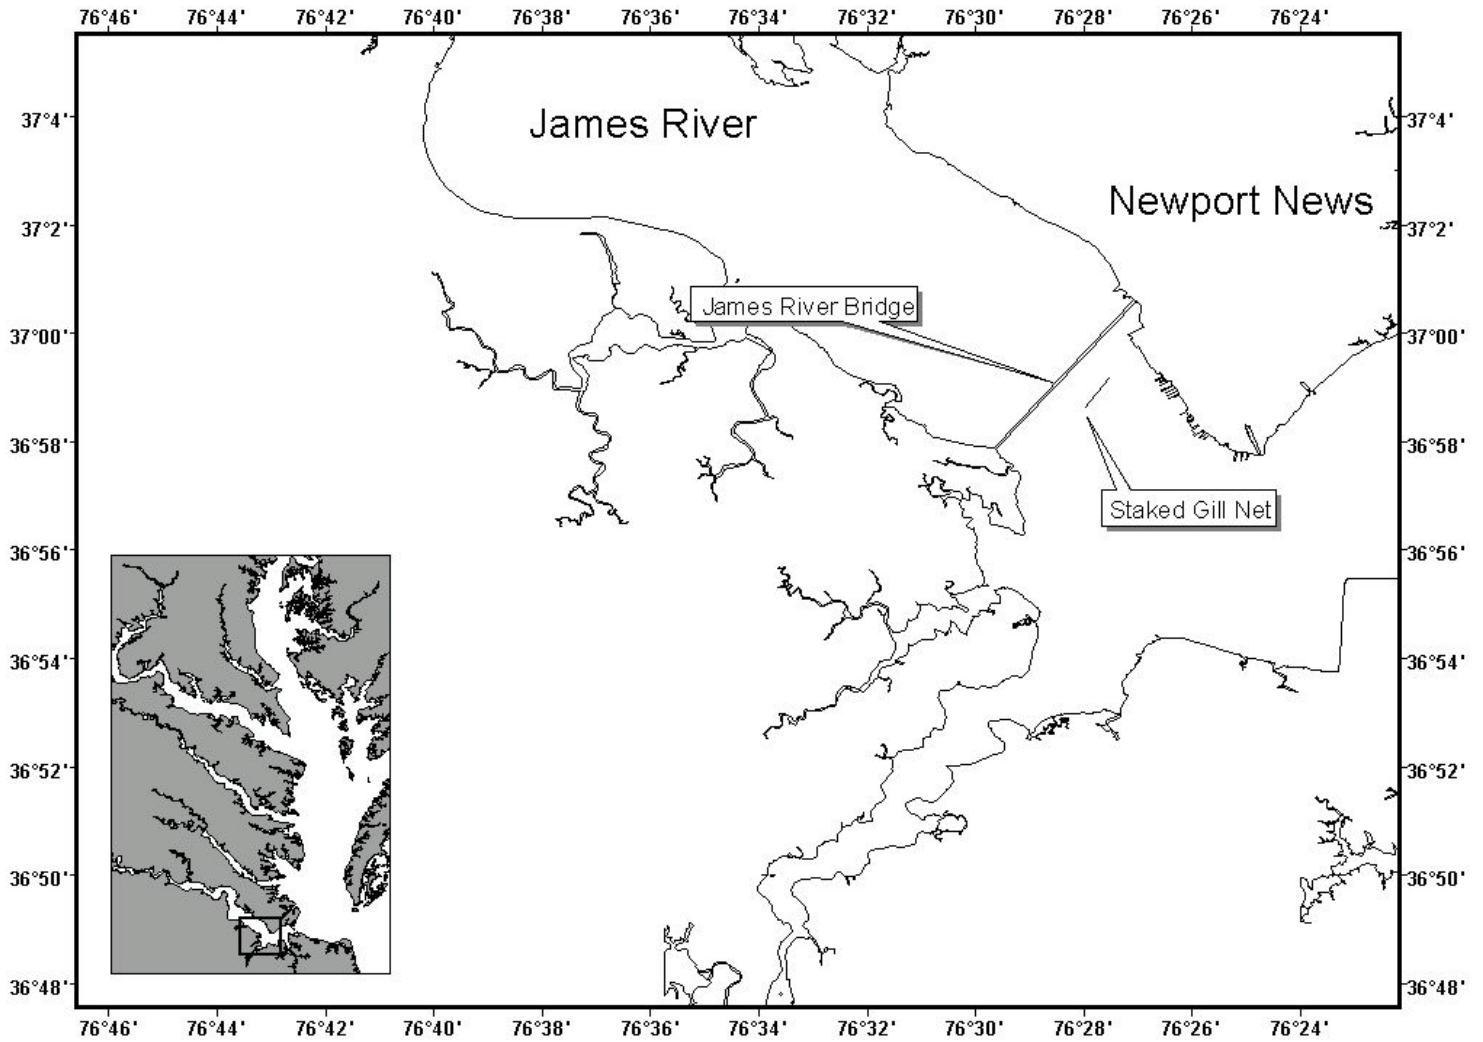 76°46' 76°44' 76°42' 76°40' 76°38' 76°36' 76°34' 76°32' 76°30' 76°28' 76°26' 76°24'
37°4' James River 37°4'
Newport News
37°2' 37°2'
James River Bridge
37°00' 37°00'
36°58' 36°58'
Staked Gill Net
36°56' 36°56'
36°54' 36°54'
36°52' 36°52'
36°50' 36°50'
36°48' 36°48'
76°46' 76°44' 76°42' 76°40' 76°38' 76°36' 76°34' 76°32' 76°30' 76°28' 76°26' 76°24'